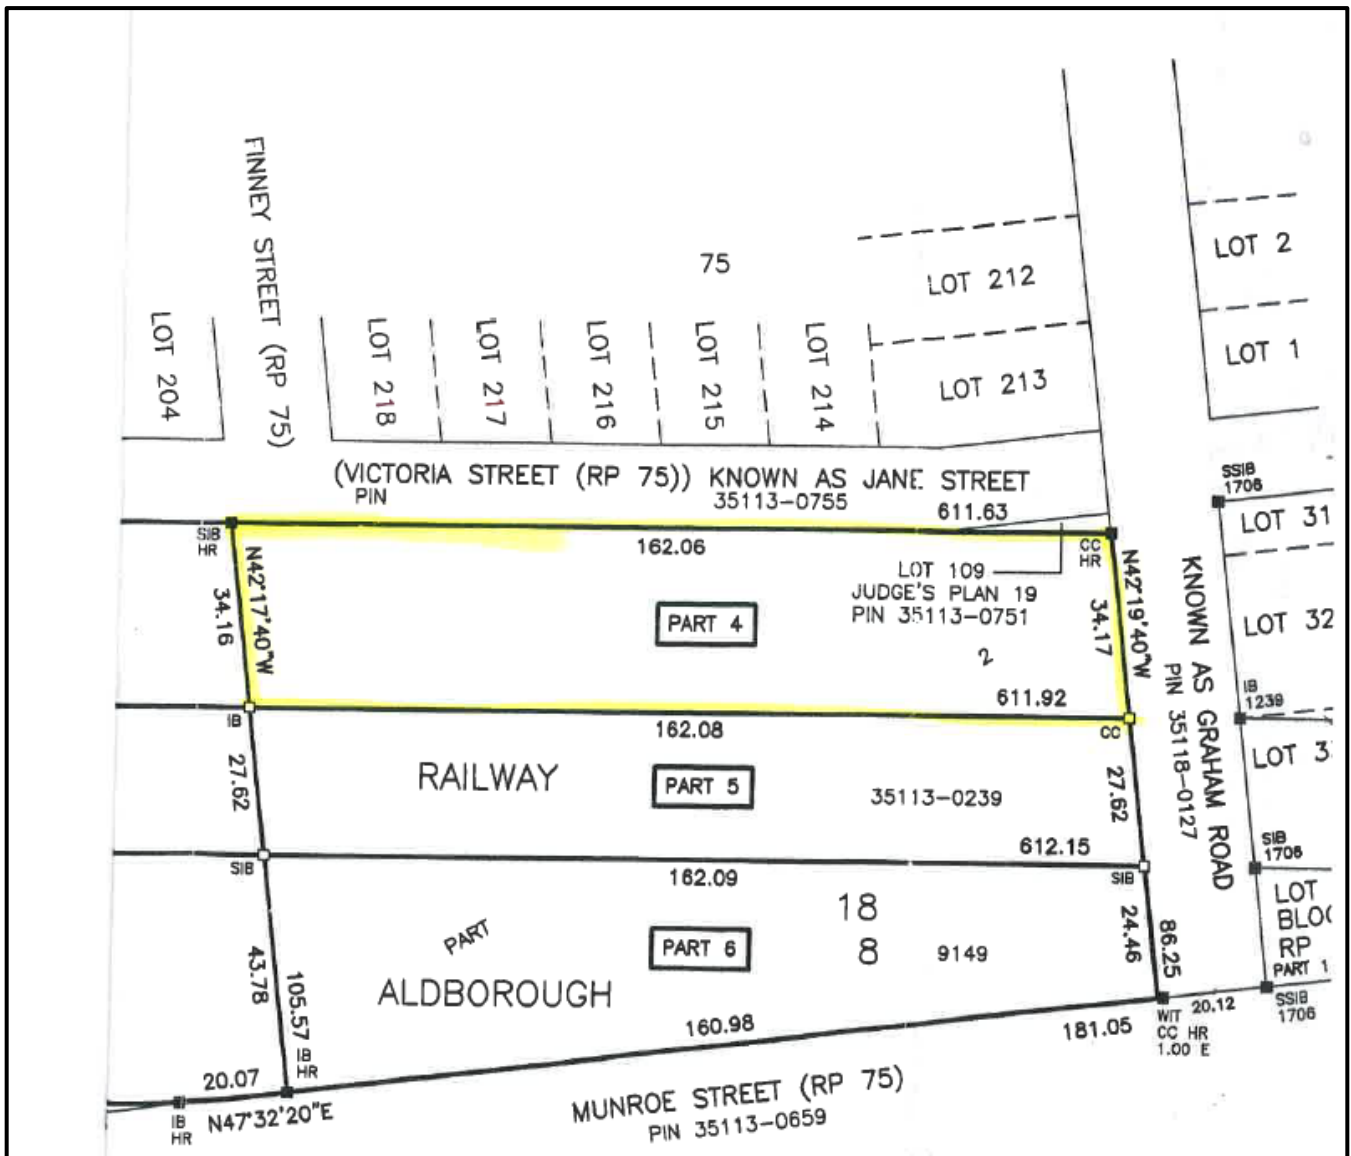 FINNEY STREET (RP 75)
75
LOT 204
LOT 218
LOT 217
LOT 216
LOT 215
LOT 214
LOT 212
LOT 213
LOT 2
LOT 1
(VICTORIA STREET (RP 75)) KNOWN AS JANE STREET
PIN
35113-0755
611.63
SSIB
1706
LOT 31
SIB
HR
162.06
CC
HR
N42°17'40"W
34.16
LOT 109
JUDGE'S PLAN 19
PIN 35113-0751
PART 4
2
N42°19'40"W
34.17
KNOWN AS GRAHAM ROAD
PIN 35118-0127
LOT 32
611.92
IB
1239
IB
162.08
CC
27.62
RAILWAY
PART 5
35113-0239
27.62
LOT 3
612.15
SIB
162.09
SIB
SIB
1706
18
8
PART
PART 6
9149
24.46
86.25
LOT
BLO
RP
PART 1
43.78
105.57
ALDBOROUGH
160.98
181.05
WIT
CC HR
1.00 E
20.12
SSIB
1706
IB
HR
20.07
IB
HR
N47°32'20"E
MUNROE STREET (RP 75)
PIN 35113-0659